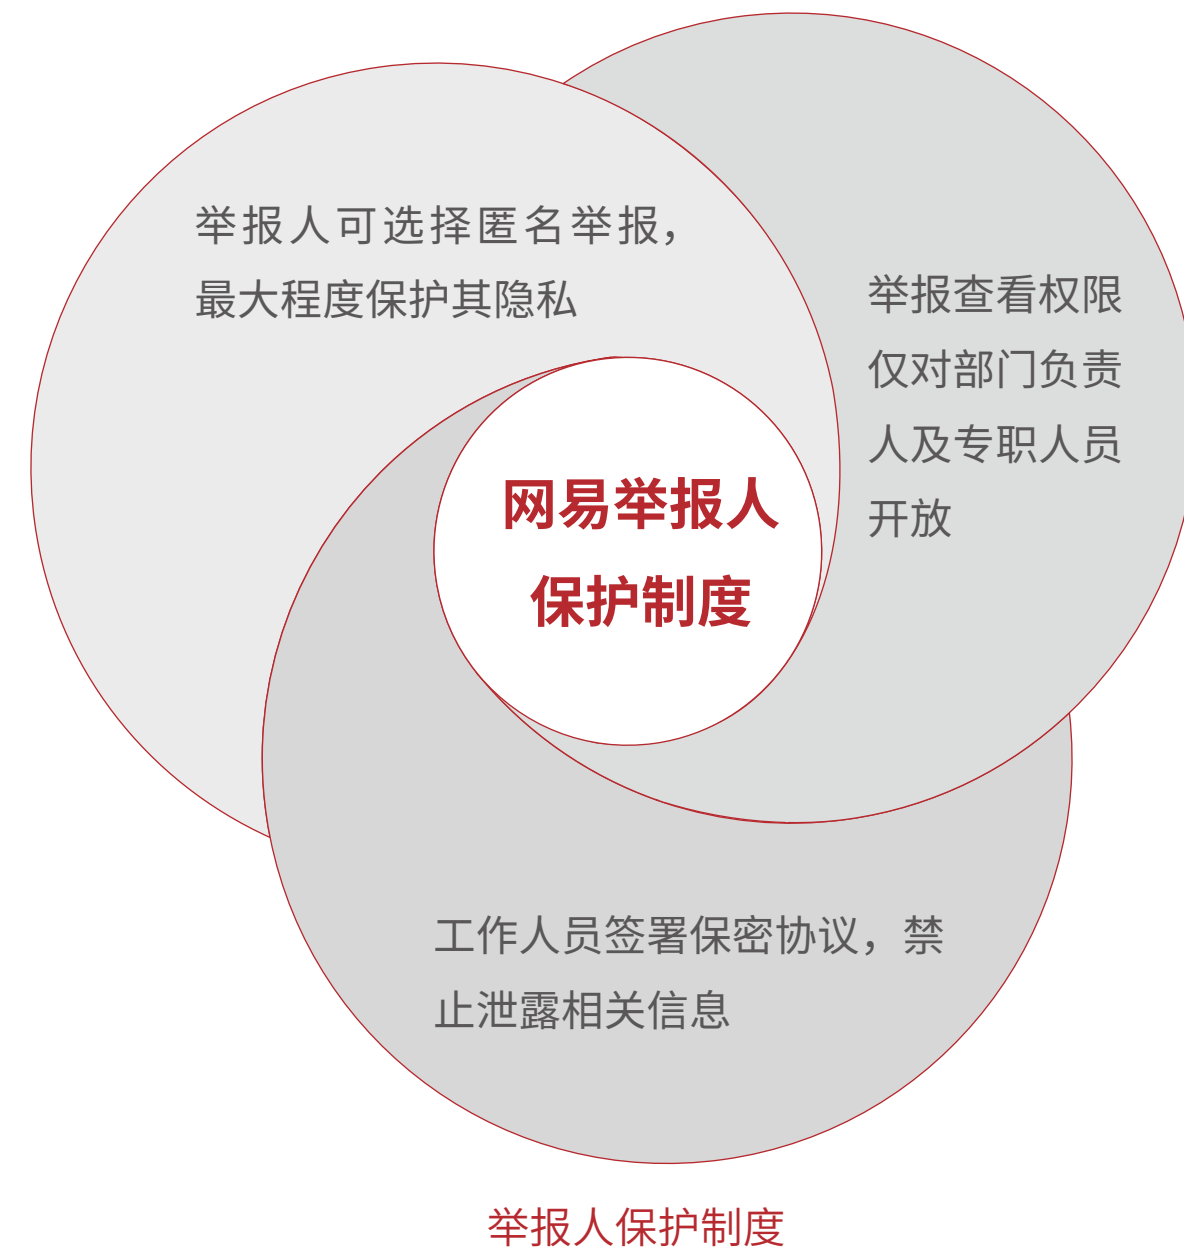 举报人可选择匿名举报，
最大程度保护其隐私
举报查看权限
仅对部门负责
人及专职人员
开放
网易举报人
保护制度
工作人员签署保密协议，禁
止泄露相关信息
举报人保护制度